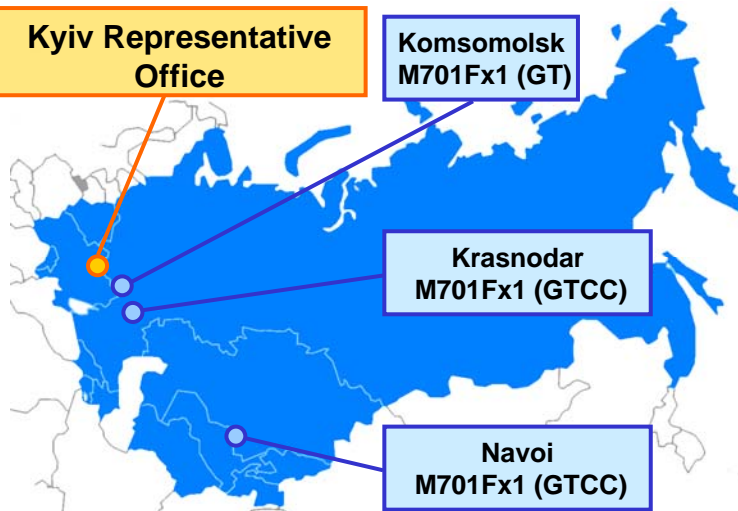 Kyiv Representative
Office
Komsomolsk
M701Fx1 (GT)
Krasnodar
M701Fx1 (GTCC)
Navoi
M701Fx1 (GTCC)